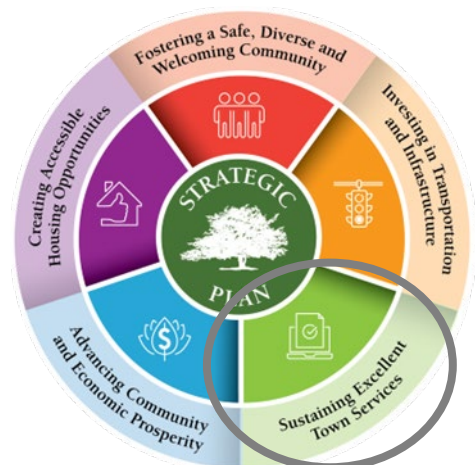 Fostering a Safe, Diverse and
Welcoming Community
Investing in Transportation
and Infrastructure
Sustaining Excellent
Town Services
Advancing Community
and Economic Prosperity
Creating Accessible
Housing Opportunities
STRATEGIC
PLAN
$